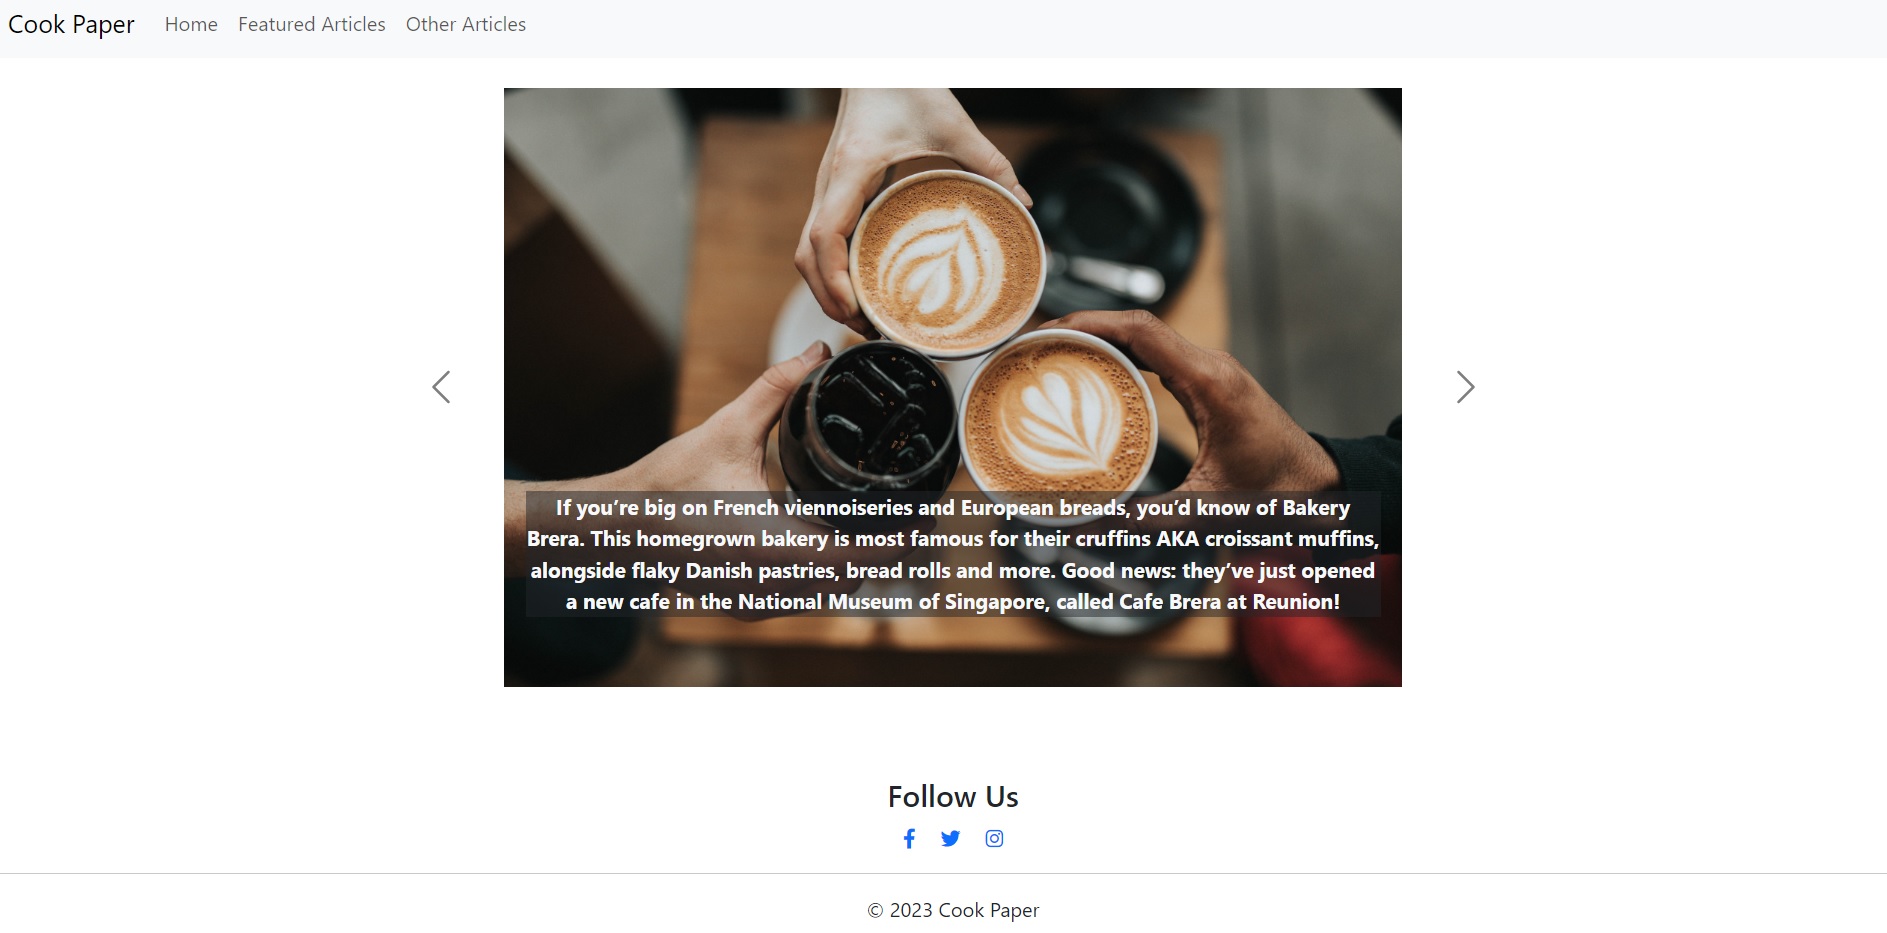 Cook Paper Home Featured Articles Other Articles
If you’re big on French viennoiseries and European breads, you’d know of Bakery
Brera. This homegrown bakery is most famous for their cruffins AKA croissant muffins,
alongside flaky Danish pastries, bread rolls and more. Good news: they’ve just opened
a new cafe in the National Museum of Singapore, called Cafe Brera at Reunion!
Follow Us
© 2023 Cook Paper